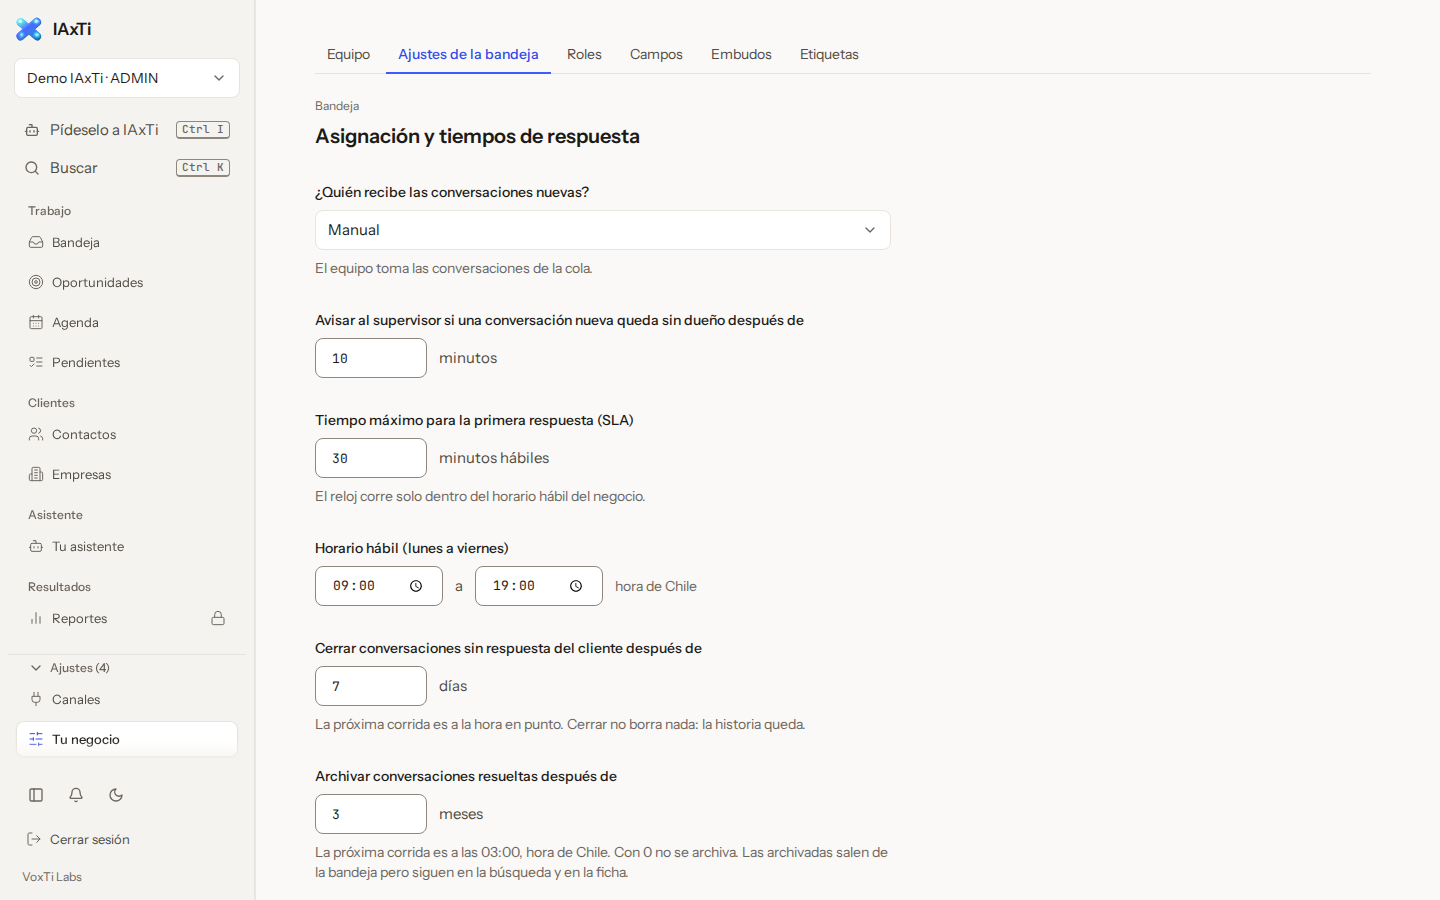 IAxTi
Demo IAxTi · ADMIN
Pídeselo a IAxTi Ctrl I
Buscar Ctrl K
Trabajo
Bandeja
Oportunidades
Agenda
Pendientes
Clientes
Contactos
Empresas
Asistente
Tu asistente
Resultados
Reportes
Ajustes (4)
Canales
Tu negocio
Cerrar sesión
VoxTi Labs
Equipo Ajustes de la bandeja Roles Campos Embudos Etiquetas
Bandeja
Asignación y tiempos de respuesta
¿Quién recibe las conversaciones nuevas?
Manual
El equipo toma las conversaciones de la cola.
Avisar al supervisor si una conversación nueva queda sin dueño después de
10 minutos
Tiempo máximo para la primera respuesta (SLA)
30 minutos hábiles
El reloj corre solo dentro del horario hábil del negocio.
Horario hábil (lunes a viernes)
09:00 a 19:00 hora de Chile
Cerrar conversaciones sin respuesta del cliente después de
7 días
La próxima corrida es a la hora en punto. Cerrar no borra nada: la historia queda.
Archivar conversaciones resueltas después de
3 meses
La próxima corrida es a las 03:00, hora de Chile. Con 0 no se archiva. Las archivadas salen de
la bandeja pero siguen en la búsqueda y en la ficha.